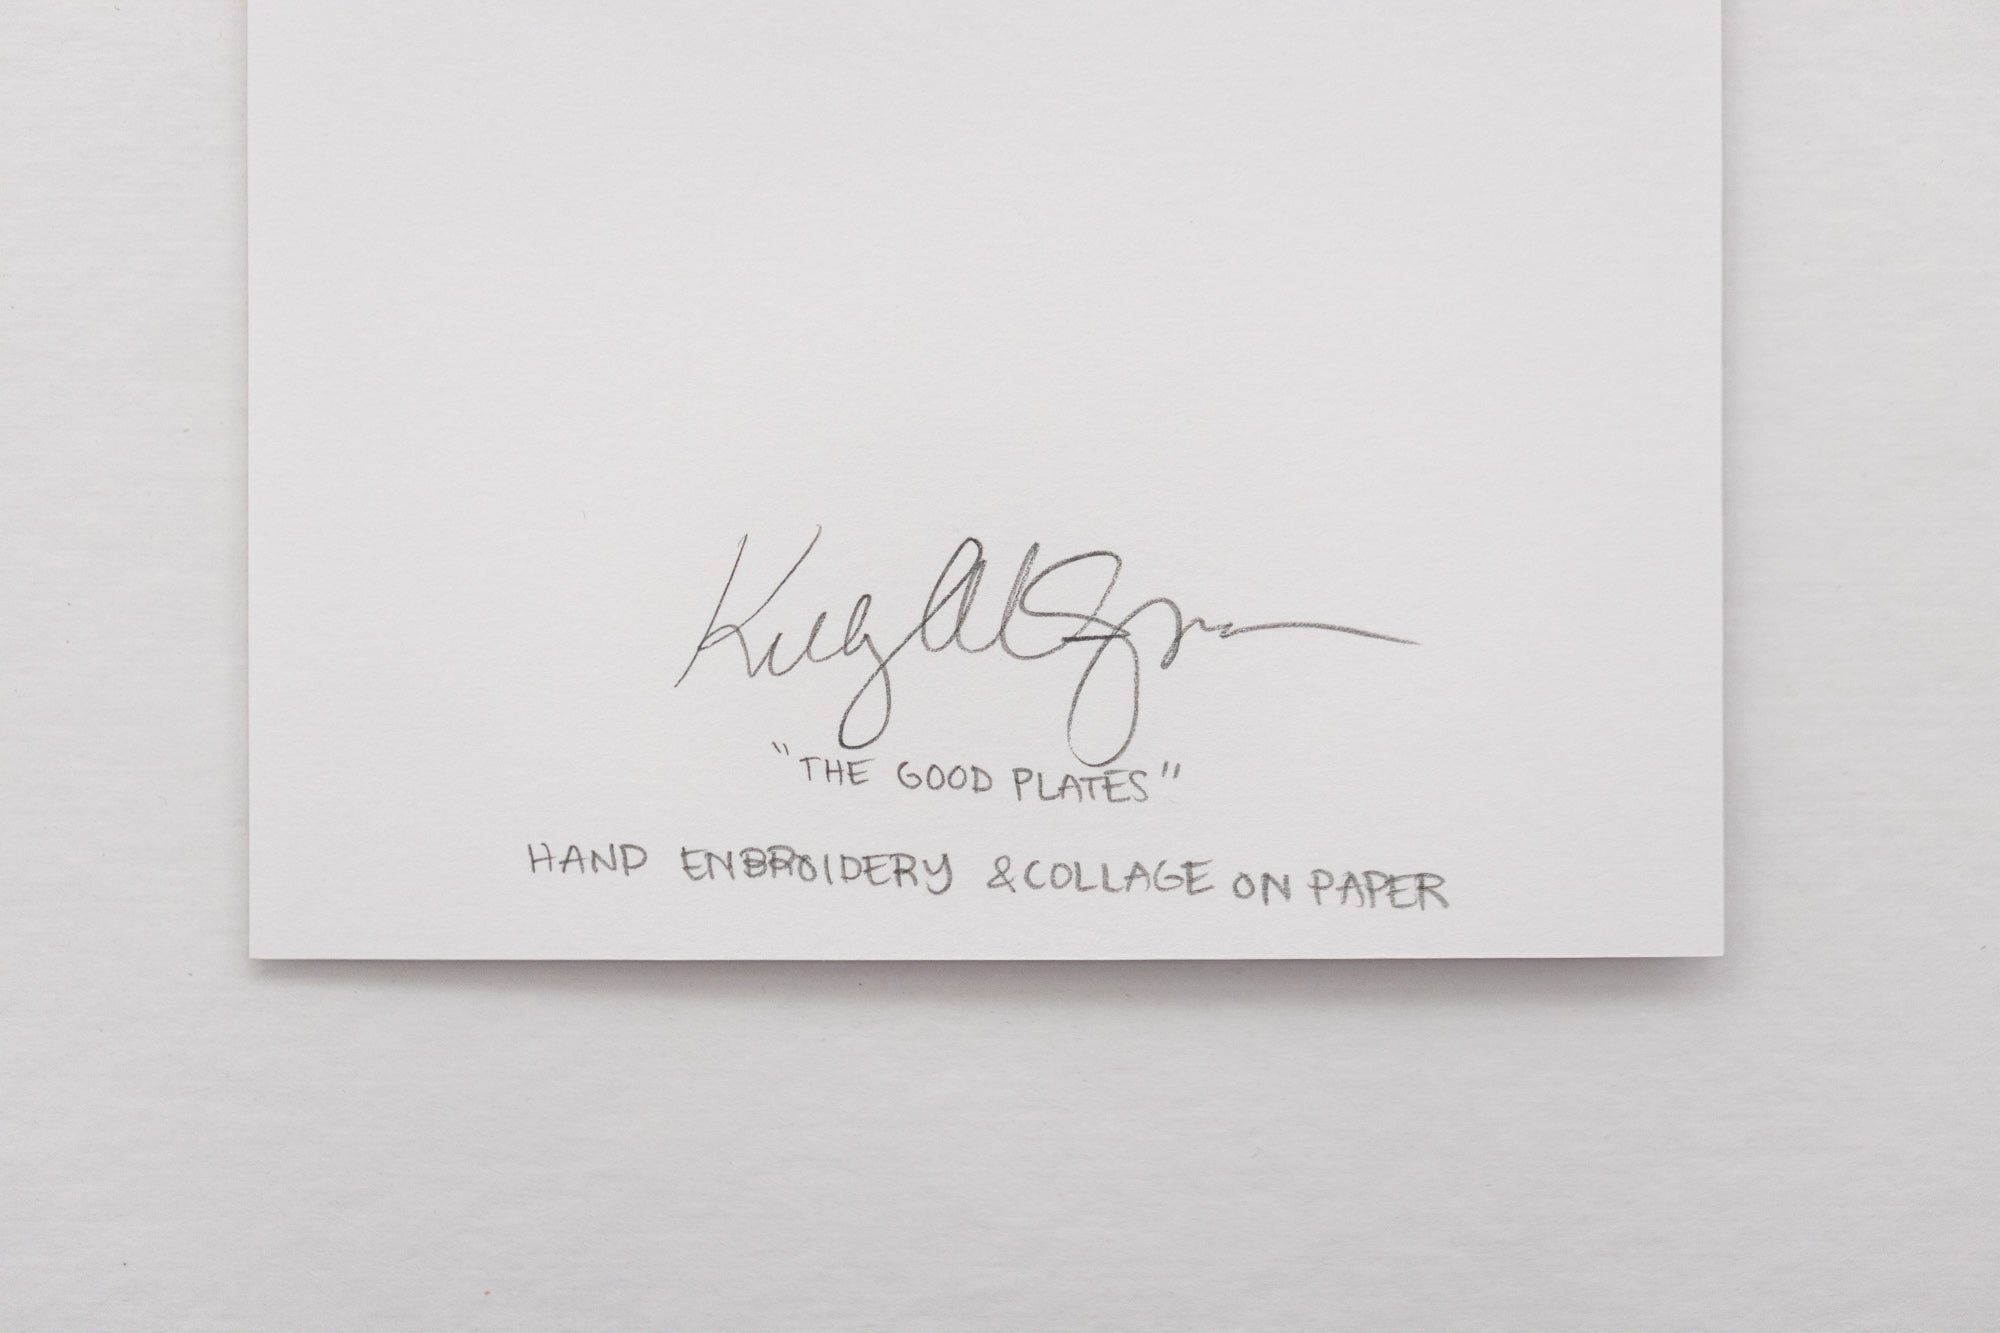 "THE GOOD PLATES"
HAND ENBROIDERY & COLLAGE ON PAPER